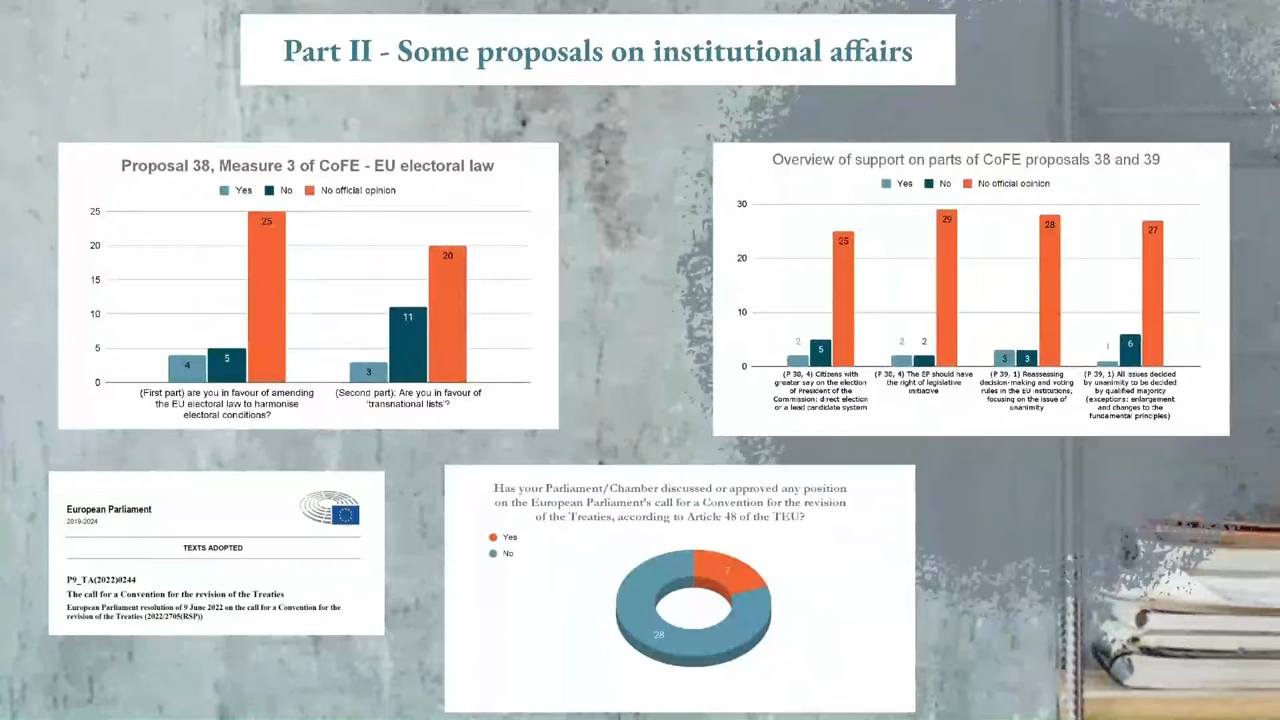 Part II - Some proposals on institutional affairs
Proposal 38, Measure 3 of CoFE - EU electoral law
Yes No No official opinion
25
20
15
10
5
0
4
5
25
3
11
20
(First part) are you in favour of amending
the EU electoral law to harmonise
electoral conditions?
(Second part): Are you in favour of
'transnational lists'?
Overview of support on parts of CoFE proposals 38 and 39
Yes No No official opinion
30
20
10
0
2
5
25
2
2
29
3
3
28
1
6
27
(P 38, 4) Citizens with
greater say on the election
of President of the
Commission: direct election
or a lead candidate system
(P 38, 4) The EP should have
the right of legislative
initiative
(P 39, 1) Reassessing
decision-making and voting
rules in the EU institutions,
focusing on the issue of
unanimity
(P 39, 1) All issues decided
by unanimity to be decided
by qualified majority
(exceptions: enlargement
and changes to the
fundamental principles)
European Parliament
2019-2024
TEXTS ADOPTED
P9_TA(2022)0244
The call for a Convention for the revision of the Treaties
European Parliament resolution of 9 June 2022 on the call for a Convention for the
revision of the Treaties (2022/2705(RSP))
Has your Parliament/Chamber discussed or approved any position
on the European Parliament's call for a Convention for the revision
of the Treaties, according to Article 48 of the TEU?
Yes
No
7
28